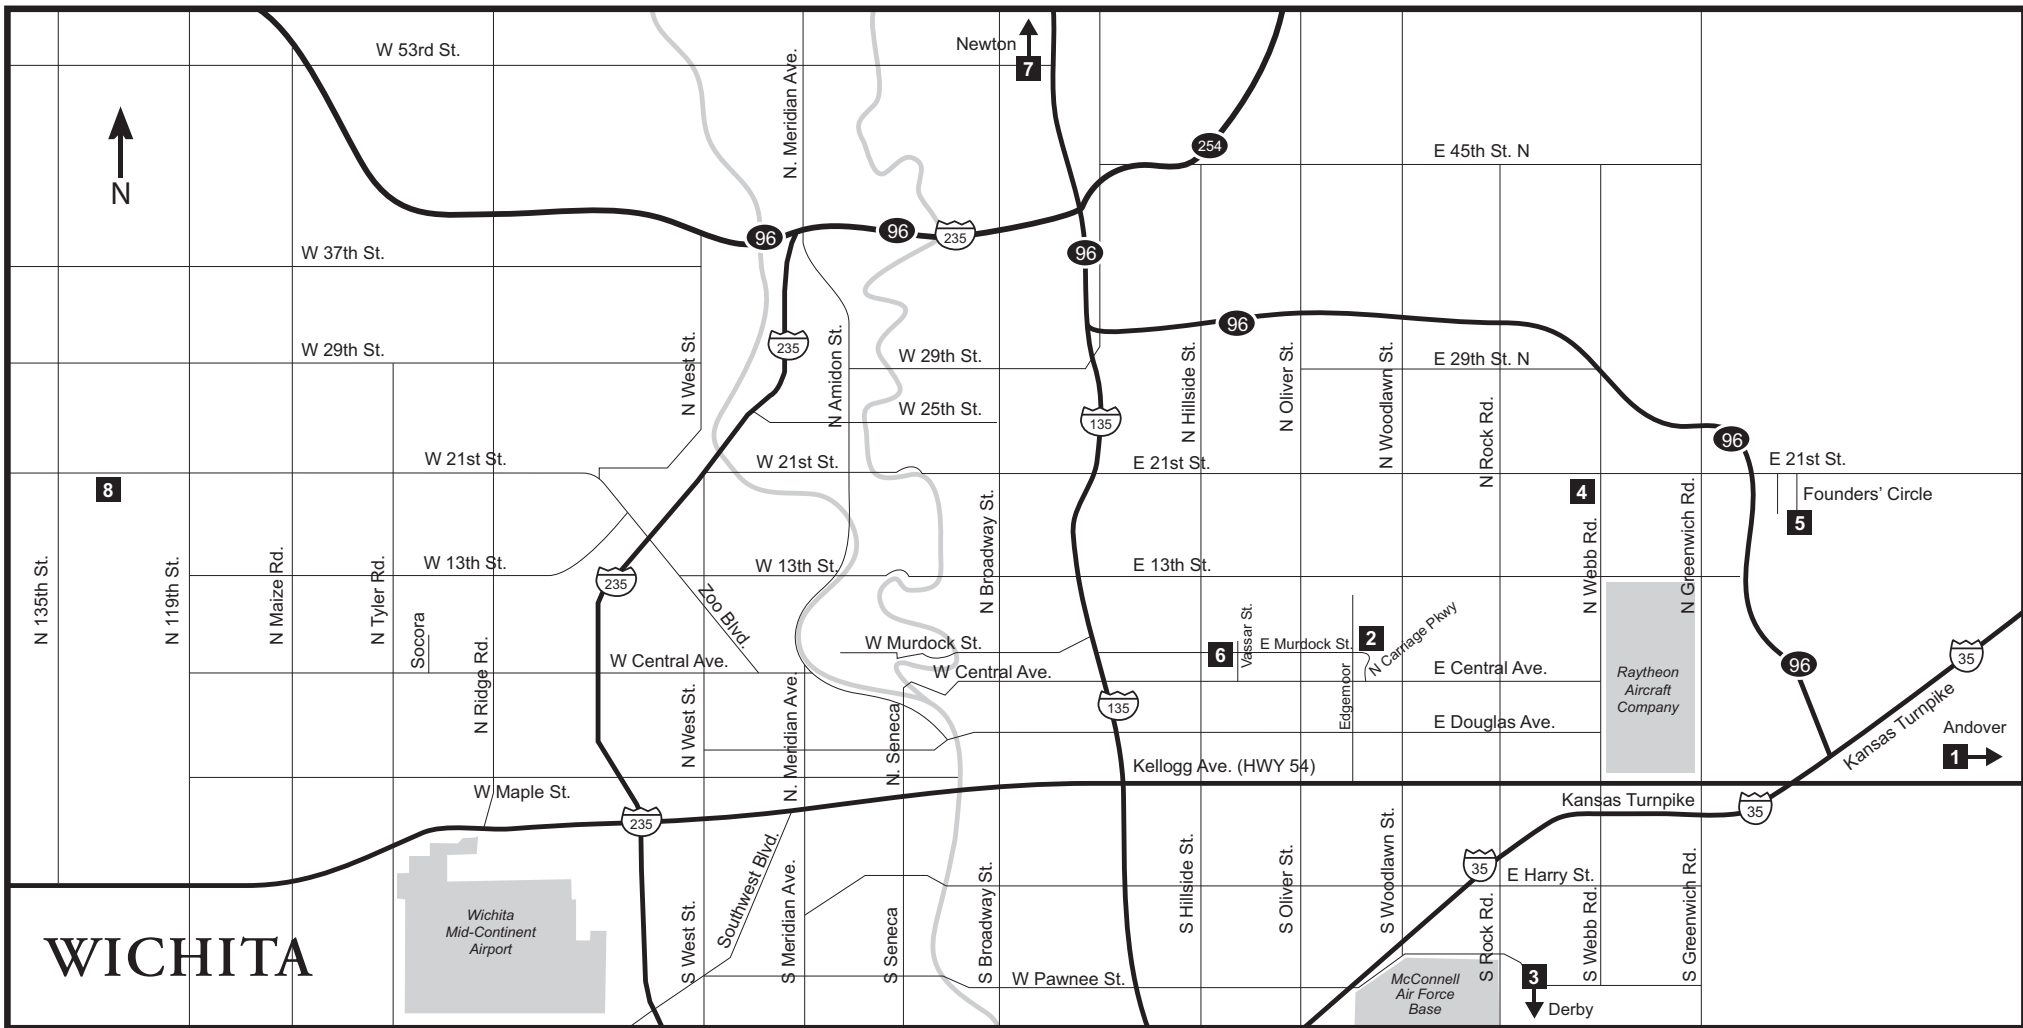 W 53rd St.
Newton
7
N. Meridian Ave.
N
254
E 45th St. N
96
96
235
96
W 37th St.
235
96
N West St.
N Amidon St.
W 29th St.
W 29th St.
N Hillside St.
N Oliver St.
N Woodlawn St.
E 29th St. N
N Rock Rd.
W 25th St.
135
96
W 21st St.
W 21st St.
E 21st St.
E 21st St.
8
4
Founders' Circle
5
N 135th St.
N 119th St.
N Maize Rd.
N Tyler Rd.
N Broadway St.
N Webb Rd.
N Greenwich Rd.
W 13th St.
235
W 13th St.
E 13th St.
Zoo Blvd.
Socora
N Ridge Rd.
W Central Ave.
W Murdock St.
W Central Ave.
6
Vassar St.
E Murdock St.
2
N Carriage Pkwy
Edgemoor
E Central Ave.
Raytheon
Aircraft
Company
96
35
Kansas Turnpike
N West St.
N. Meridian Ave.
N. Seneca
135
E Douglas Ave.
Andover
1
Kellogg Ave. (HWY 54)
W Maple St.
235
Kansas Turnpike
35
Southwest Blvd.
S Hillside St.
S Oliver St.
S Woodlawn St.
35
E Harry St.
S West St.
S Meridian Ave.
S Seneca
S Broadway St.
S Rock Rd.
S Webb Rd.
S Greenwich Rd.
Wichita
Mid-Continent
Airport
WICHITA
W Pawnee St.
McConnell
Air Force
Base
3
Derby